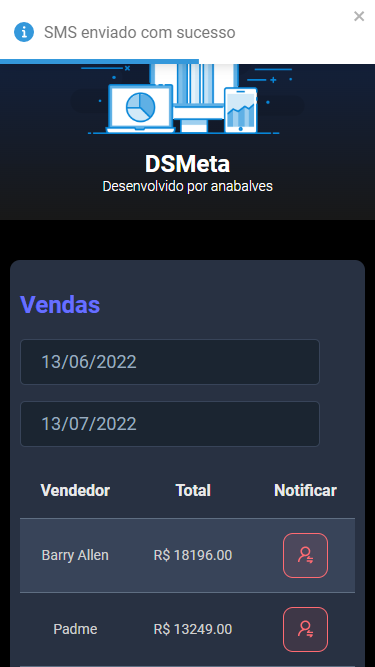 SMS enviado com sucesso
DSMeta
Desenvolvido por anabalves
Vendas
13/06/2022
13/07/2022
Vendedor Total Notificar
Barry Allen R$ 18196.00
Padme R$ 13249.00